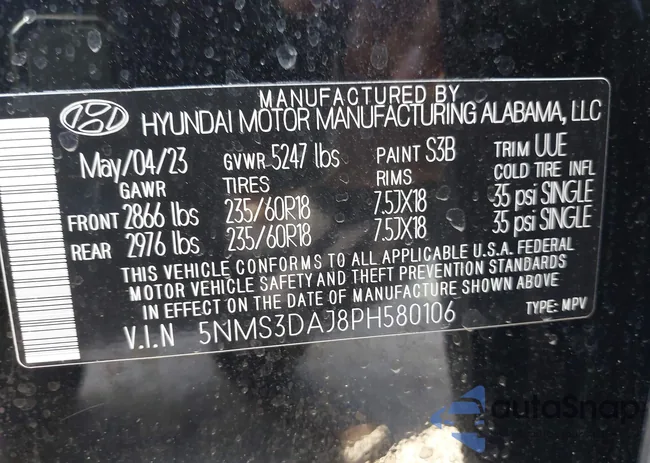 MANUFACTURED BY
HYUNDAI MOTOR MANUFACTURING ALABAMA, LLC
May/04/23 GVWR 5247 lbs PAINT S3B TRIM UUE
GAWR TIRES RIMS COLD TIRE INFL
FRONT 2866 lbs 235/60R18 7.5JX18 35 psi SINGLE
REAR 2976 lbs 235/60R18 7.5JX18 35 psi SINGLE
THIS VEHICLE CONFORMS TO ALL APPLICABLE U.S.A. FEDERAL
MOTOR VEHICLE SAFETY AND THEFT PREVENTION STANDARDS
IN EFFECT ON THE DATE OF MANUFACTURE SHOWN ABOVE
V.I.N 5NMS3DAJ8PH580106 TYPE: MPV
autoSnap